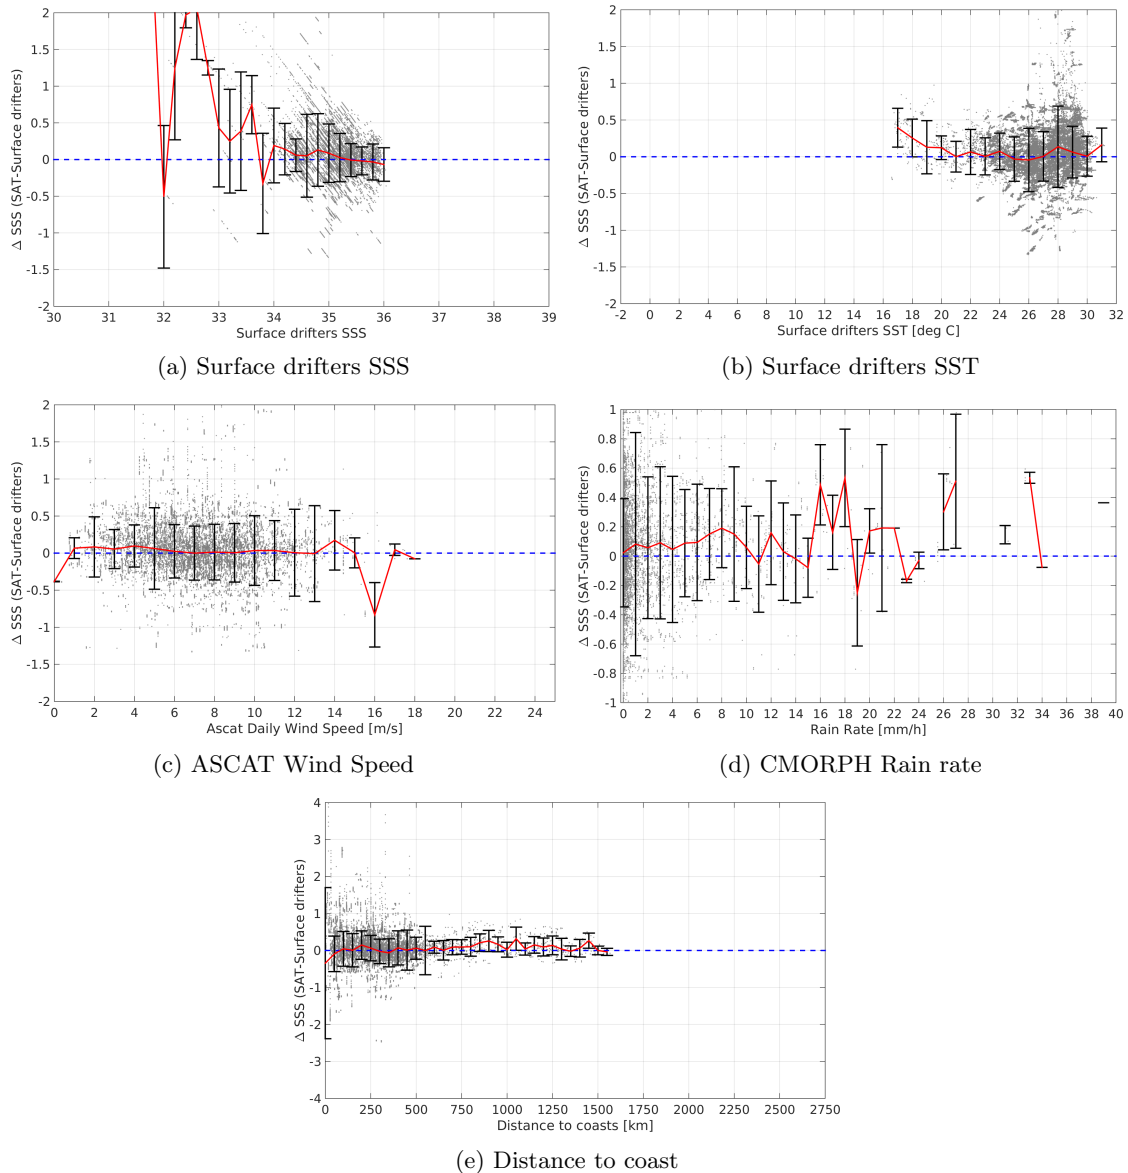 2
1.5
1
0.5
0
-0.5
-1
-1.5
-2
Δ SSS (SAT-Surface drifters)
30 31 32 33 34 35 36 37 38 39
Surface drifters SSS
(a) Surface drifters SSS
2
1.5
1
0.5
0
-0.5
-1
-1.5
-2
Δ SSS (SAT-Surface drifters)
-2 0 2 4 6 8 10 12 14 16 18 20 22 24 26 28 30 32
Surface drifters SST [deg C]
(b) Surface drifters SST
2
1.5
1
0.5
0
-0.5
-1
-1.5
-2
Δ SSS (SAT-Surface drifters)
0 2 4 6 8 10 12 14 16 18 20 22 24
Ascat Daily Wind Speed [m/s]
(c) ASCAT Wind Speed
1
0.8
0.6
0.4
0.2
0
-0.2
-0.4
-0.6
-0.8
-1
Δ SSS (SAT-Surface drifters)
0 2 4 6 8 10 12 14 16 18 20 22 24 26 28 30 32 34 36 38 40
Rain Rate [mm/h]
(d) CMORPH Rain rate
4
3
2
1
0
-1
-2
-3
-4
Δ SSS (SAT-Surface drifters)
0 250 500 750 1000 1250 1500 1750 2000 2250 2500 2750
Distance to coasts [km]
(e) Distance to coast